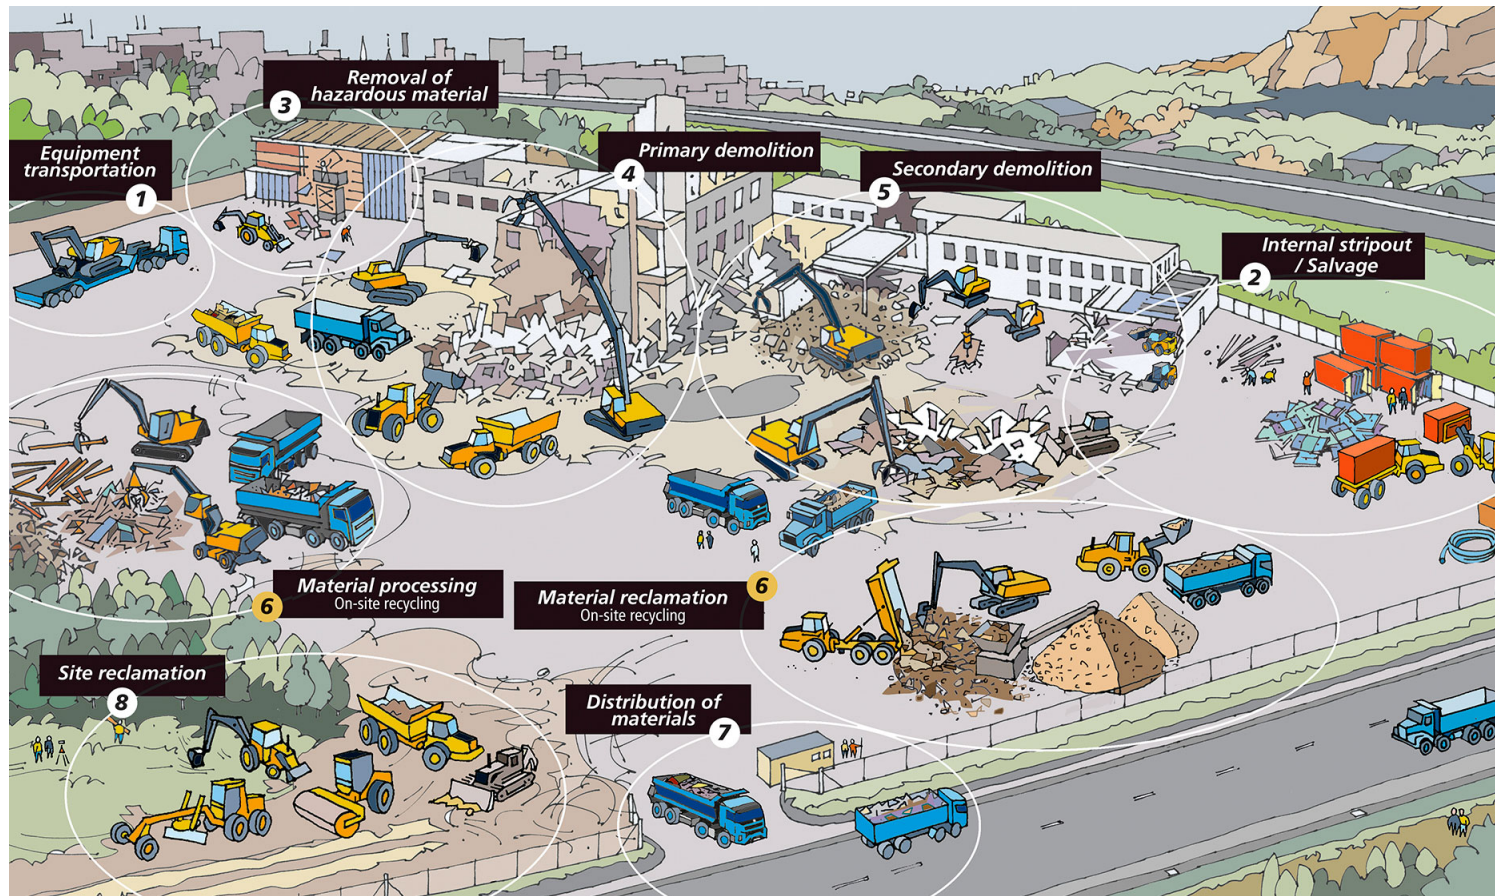 Removal of
hazardous material
3
Equipment
transportation
1
Primary demolition
4
Secondary demolition
5
Internal stripout
/ Salvage
2
Material processing
On-site recycling
6
Material reclamation
On-site recycling
6
Site reclamation
8
Distribution of
materials
7